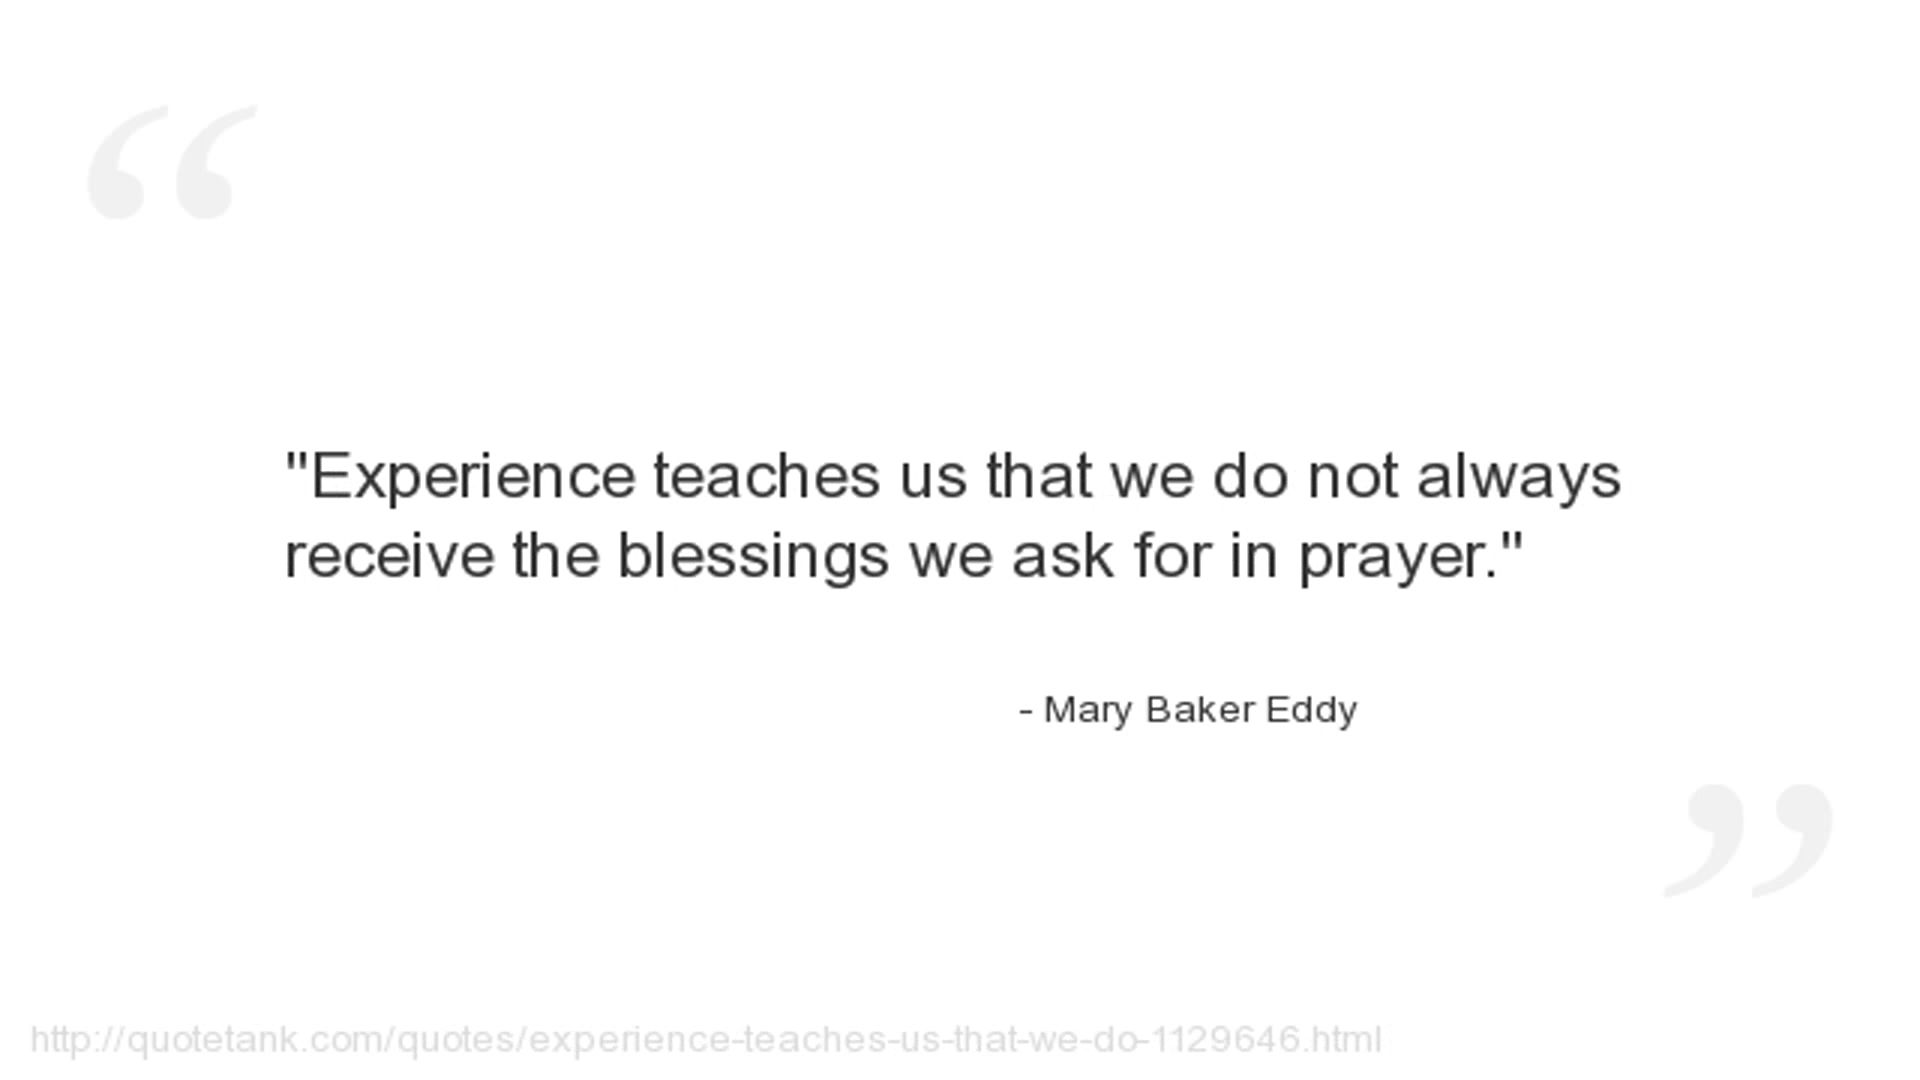 "Experience teaches us that we do not always
receive the blessings we ask for in prayer."
- Mary Baker Eddy
http://quotetank.com/quotes/experience-teaches-us-that-we-do-1129646.html